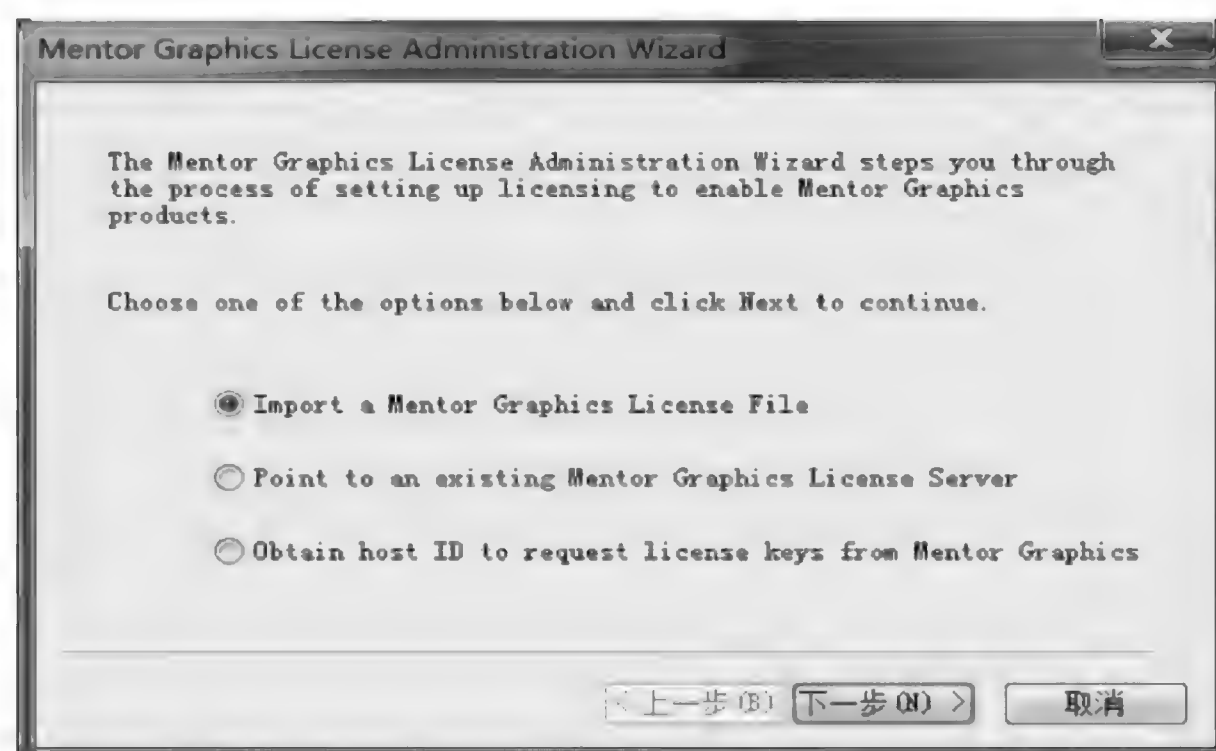 Mentor Graphics License Administration Wizard
The Mentor Graphics License Administration Wizard steps you through
the process of setting up licensing to enable Mentor Graphics
products.
Choose one of the options below and click Next to continue.
Import a Mentor Graphics License File
Point to an existing Mentor Graphics License Server
Obtain host ID to request license keys from Mentor Graphics
< 上一步(B) 下一步(N) > 取消